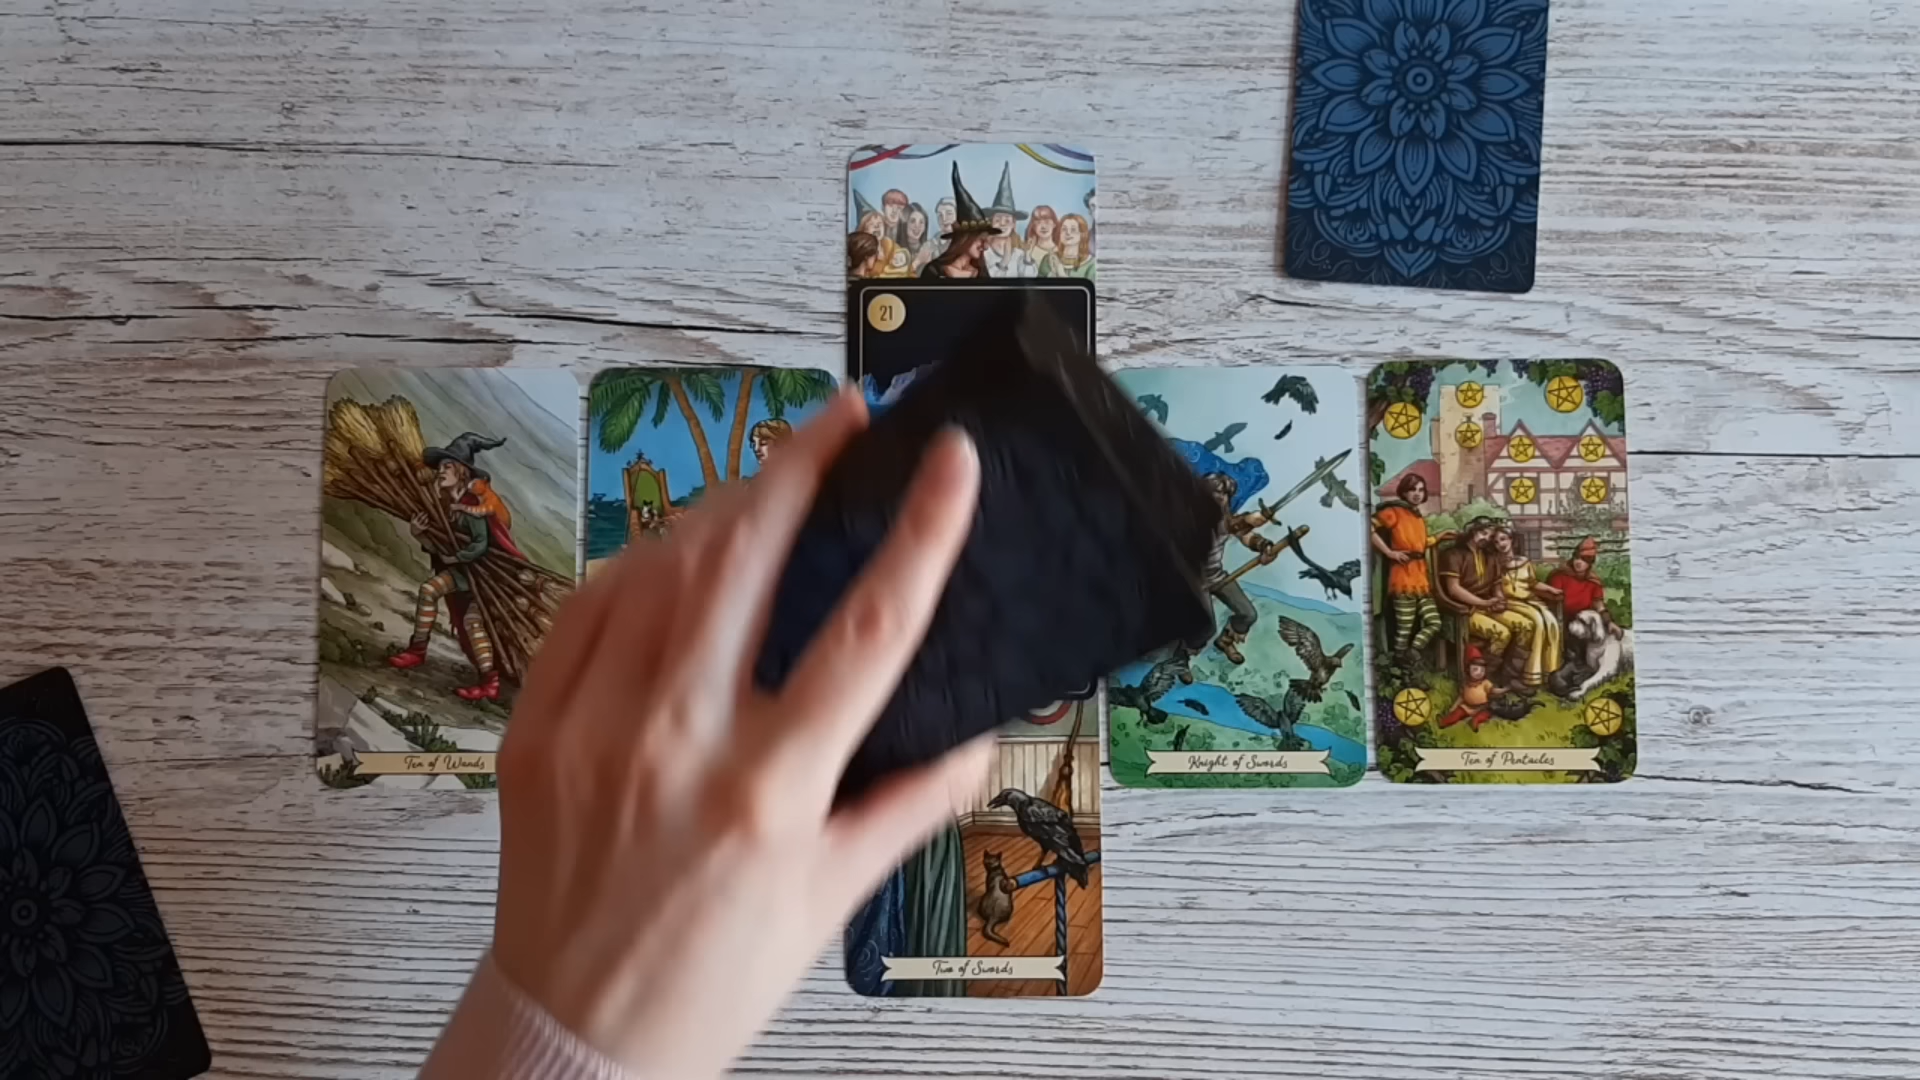 21
Ten of Wands
Knight of Swords
Ten of Pentacles
Two of Swords